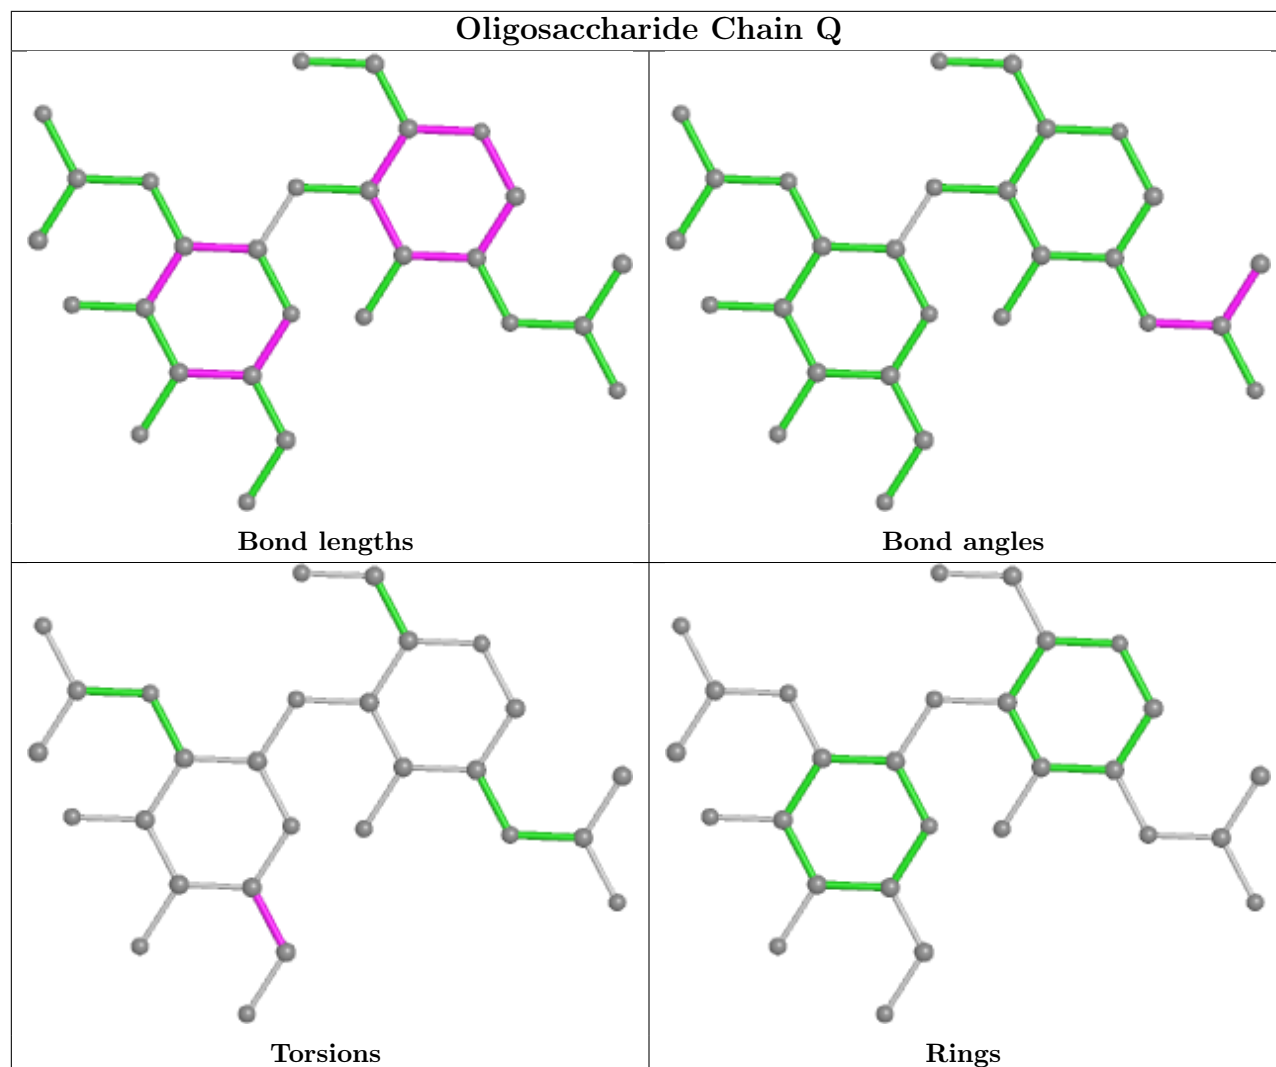 Oligosaccharide Chain Q
Bond lengths
Bond angles
Torsions
Rings